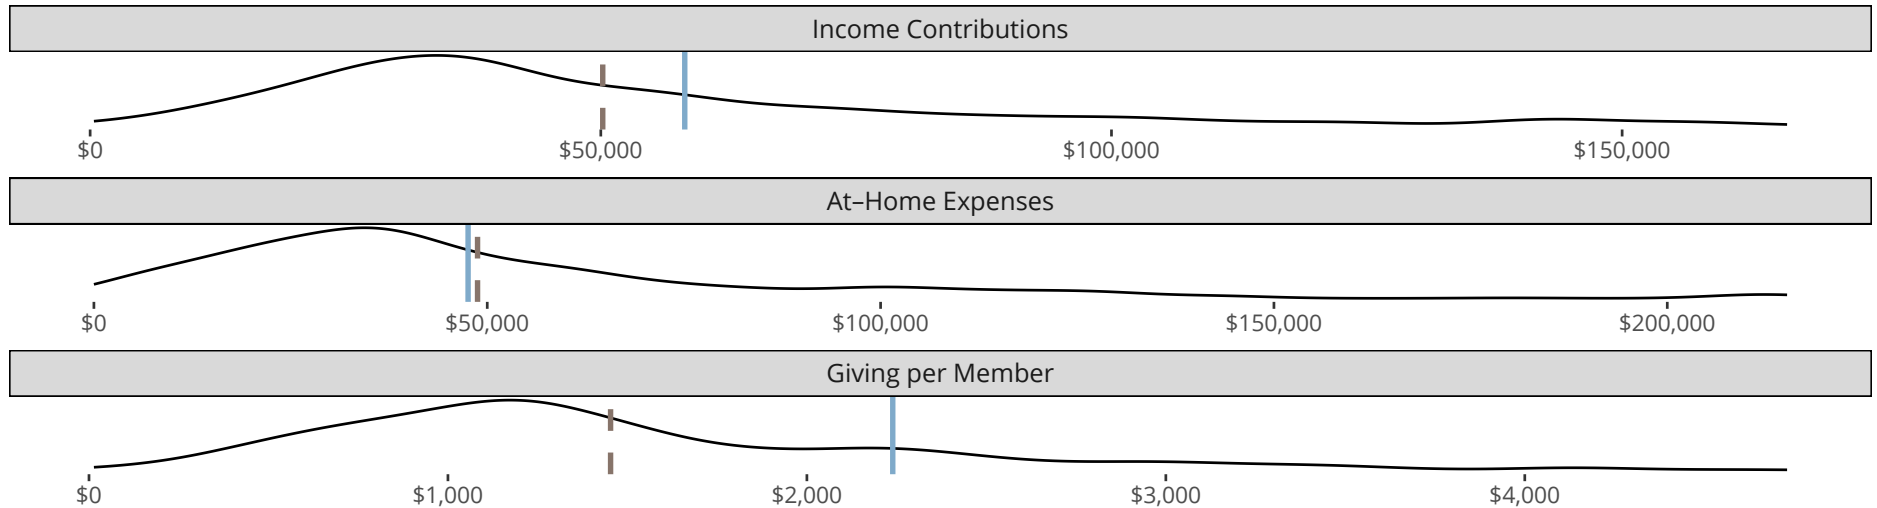 Income Contributions
$0 $50,000 $100,000 $150,000
At–Home Expenses
$0 $50,000 $100,000 $150,000 $200,000
Giving per Member
$0 $1,000 $2,000 $3,000 $4,000